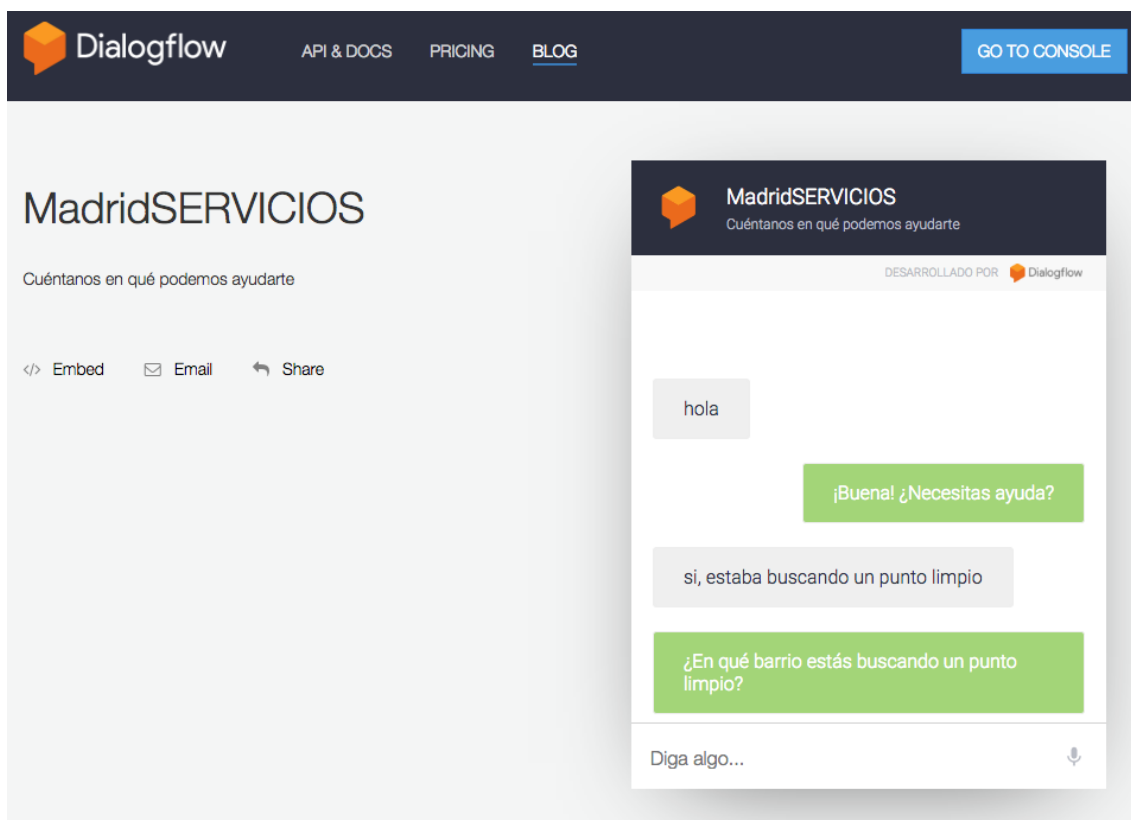 Dialogflow API & DOCS PRICING BLOG GO TO CONSOLE
MadridSERVICIOS
Cuéntanos en qué podemos ayudarte
</> Embed Email Share
MadridSERVICIOS
Cuéntanos en qué podemos ayudarte
DESARROLLADO POR Dialogflow
hola
¡Buena! ¿Necesitas ayuda?
si, estaba buscando un punto limpio
¿En qué barrio estás buscando un punto
limpio?
Diga algo...